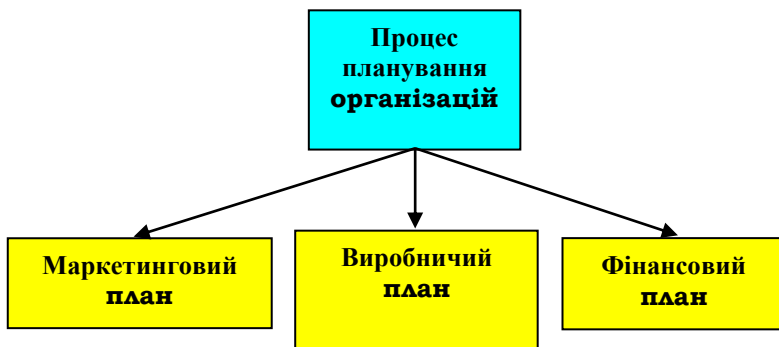 Процес
планування
організацій
Маркетинговий
план
Виробничий
план
Фінансовий
план